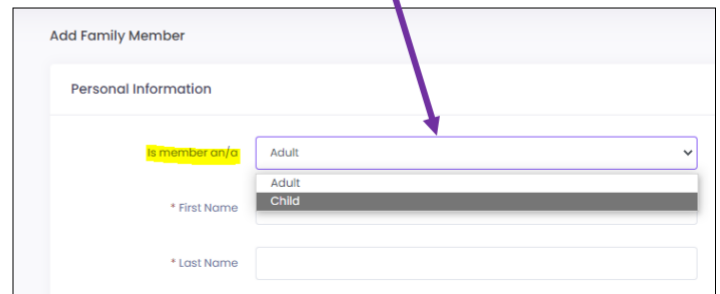 Add Family Member
Personal Information
Is member an/a
Adult
Adult
Child
* First Name
* Last Name